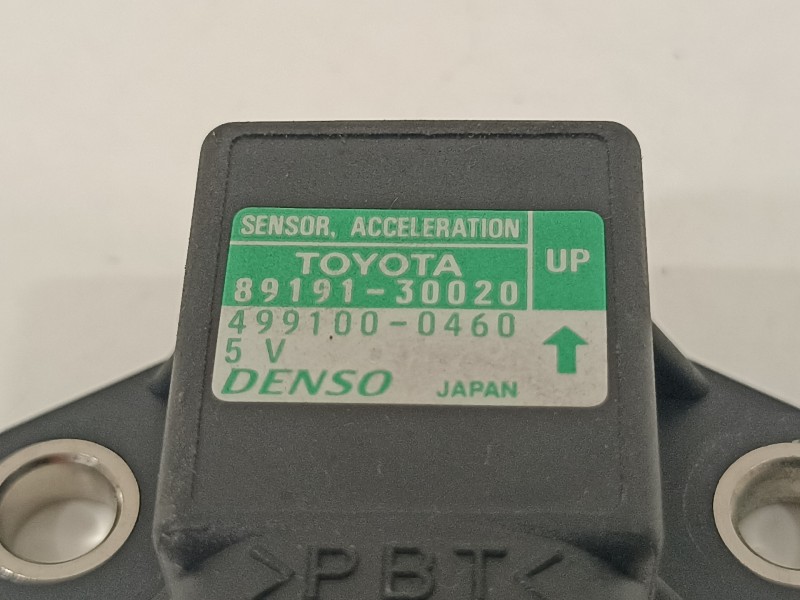 SENSOR, ACCELERATION
TOYOTA
UP
89191-30020
499100-0460
5 V
DENSO JAPAN
>PBT<